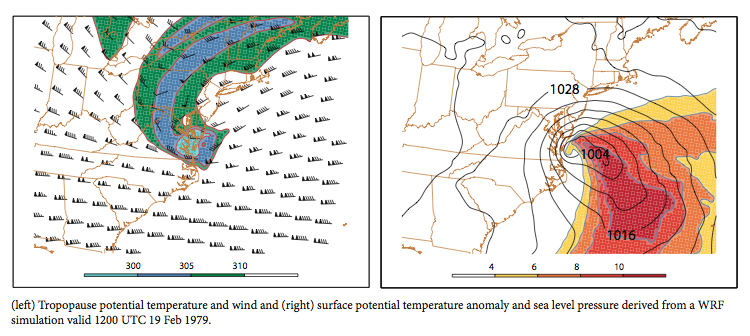 1028
1004
1016
300 305 310
4 6 8 10
(left) Tropopause potential temperature and wind and (right) surface potential temperature anomaly and sea level pressure derived from a WRF
simulation valid 1200 UTC 19 Feb 1979.